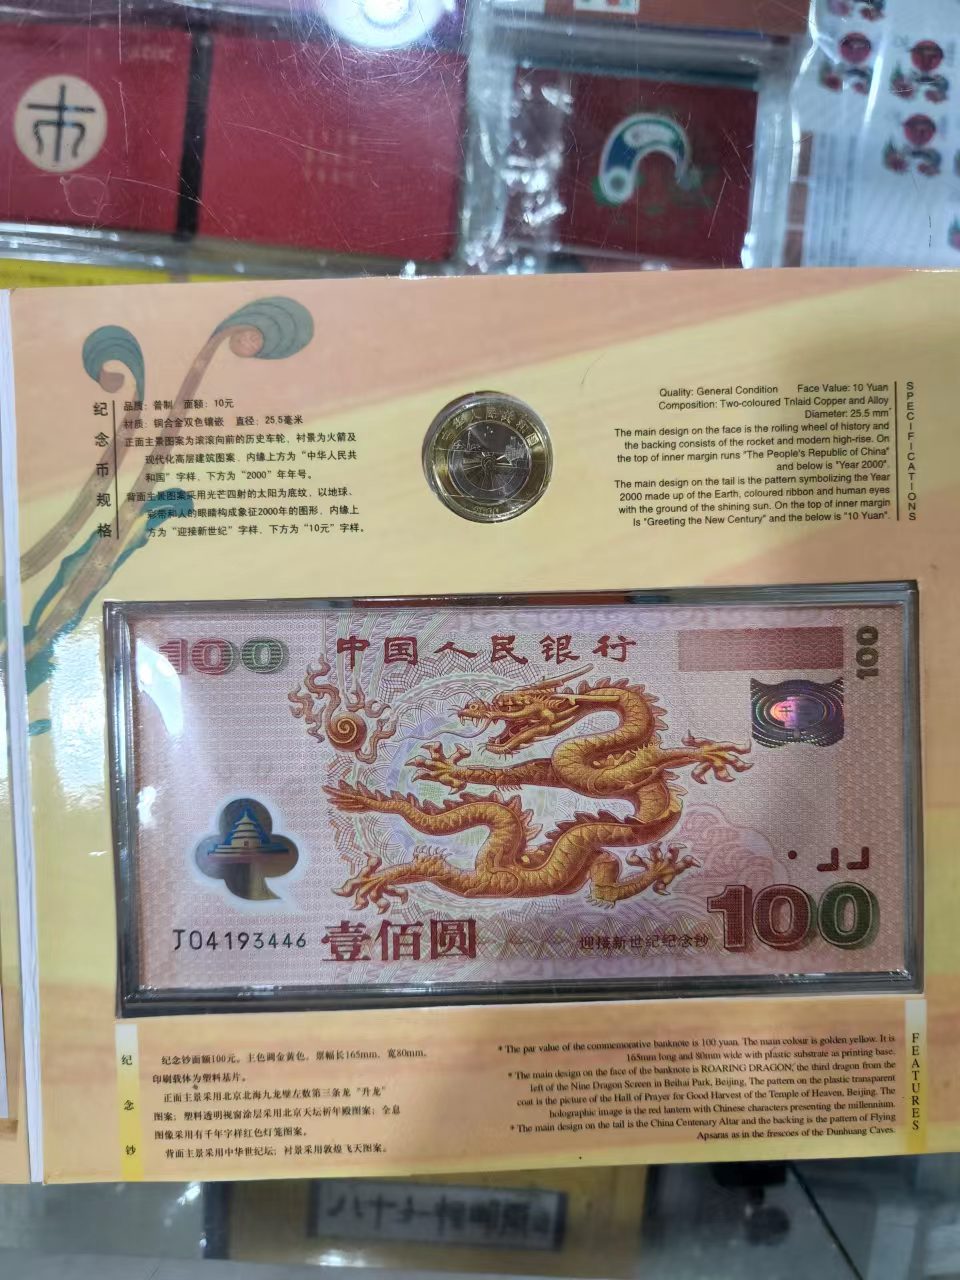 纪念币规格
品质：普制 面额：10元
材质：铜合金双色镶嵌 直径：25.5毫米
正面主景图案为滚滚向前的历史车轮、衬景为火箭及
现代化高层建筑图案、内缘上方为“中华人民共
和国”字样、下方为“2000”年年号。
背面主景图案采用光芒四射的太阳为底纹、以地球、
彩带和人的眼睛构成象征2000年的图形、内缘上
方为“迎接新世纪”字样、下方为“10元”字样。
中华人民共和国
2000
SPECIFICATIONS
Quality: General Condition Face Value: 10 Yuan
Composition: Two-coloured Tnlaid Copper and Alloy
Diameter: 25.5 mm
The main design on the face is the rolling wheel of history and
the backing consists of the rocket and modern high-rise. On
the top of inner margin runs "The People's Republic of China"
and below is "Year 2000".
The main design on the tail is the pattern symbolizing the Year
2000 made up of the Earth, coloured ribbon and human eyes
with the ground of the shining sun. On the top of inner margin
Is "Greeting the New Century" and the below is "10 Yuan".
100
中国人民银行
100
千
J04193446
壹佰圆
迎接新世纪纪念钞
100
纪念钞
纪念钞面额100元。主色调金黄色。票幅长165mm、宽80mm。
印刷载体为塑料基片。
正面主景采用北京北海九龙壁左数第三条龙“升龙”
图案；塑料透明视窗涂层采用北京天坛祈年殿图案；全息
图像采用有千年字样红色灯笼图案。
背面主景采用中华世纪坛；衬景采用敦煌飞天图案。
FEATURES
* The par value of the commemorative banknote is 100 yuan. The main colour is golden yellow. It is
165mm long and 80mm wide with plastic substrate as printing base.
* The main design on the face of the banknote is ROARING DRAGON, the third dragon from the
left of the Nine Dragon Screen in Beihai Park, Beijing. The pattern on the plastic transparent
coat is the picture of the Hall of Prayer for Good Harvest of the Temple of Heaven, Beijing. The
holographic image is the red lantern with Chinese characters presenting the millennium.
* The main design on the tail is the China Centenary Altar and the backing is the pattern of Flying
Apsaras as in the frescoes of the Dunhuang Caves.